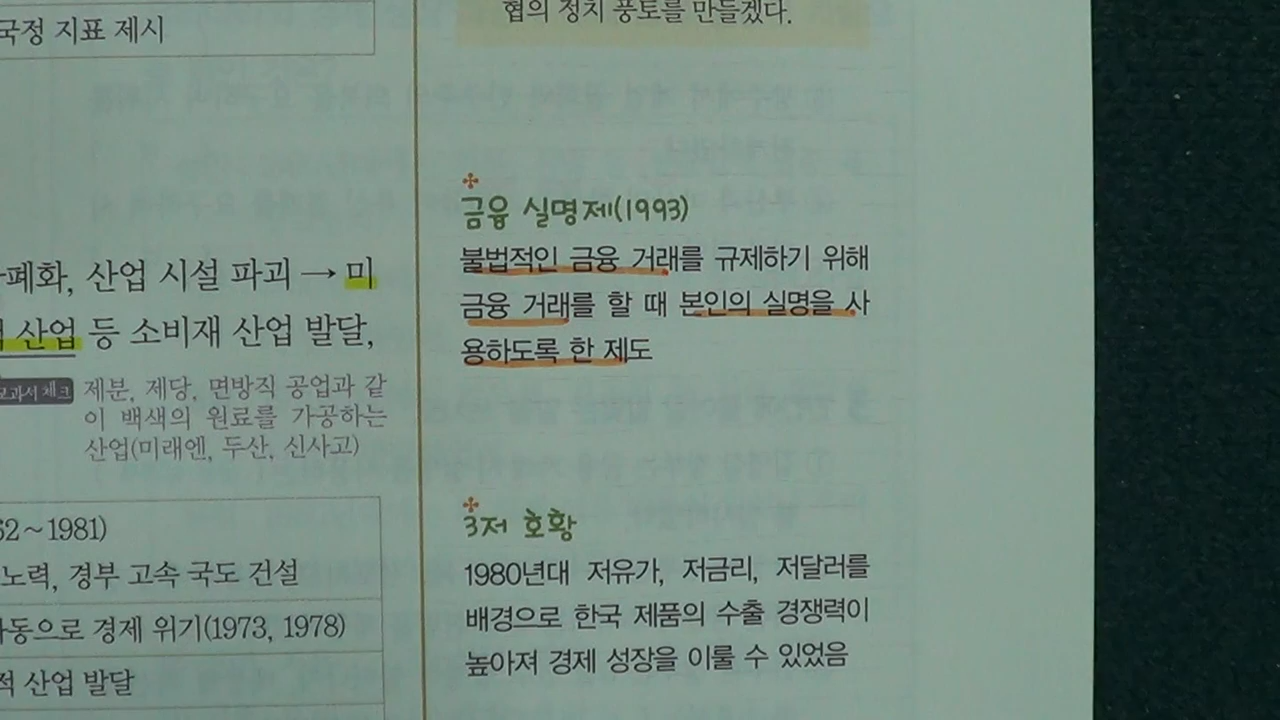 국정 지표 제시
폐화, 산업 시설 파괴 → 미
산업 등 소비재 산업 발달,
교과서 체크 제분, 제당, 면방직 공업과 같
이 백색의 원료를 가공하는
산업(미래엔, 두산, 신사고)
62~1981)
노력, 경부 고속 국도 건설
동으로 경제 위기(1973, 1978)
적 산업 발달
협의 정치 풍토를 만들겠다.
금융 실명제(1993)
불법적인 금융 거래를 규제하기 위해
금융 거래를 할 때 본인의 실명을 사
용하도록 한 제도
3저 호황
1980년대 저유가, 저금리, 저달러를
배경으로 한국 제품의 수출 경쟁력이
높아져 경제 성장을 이룰 수 있었음